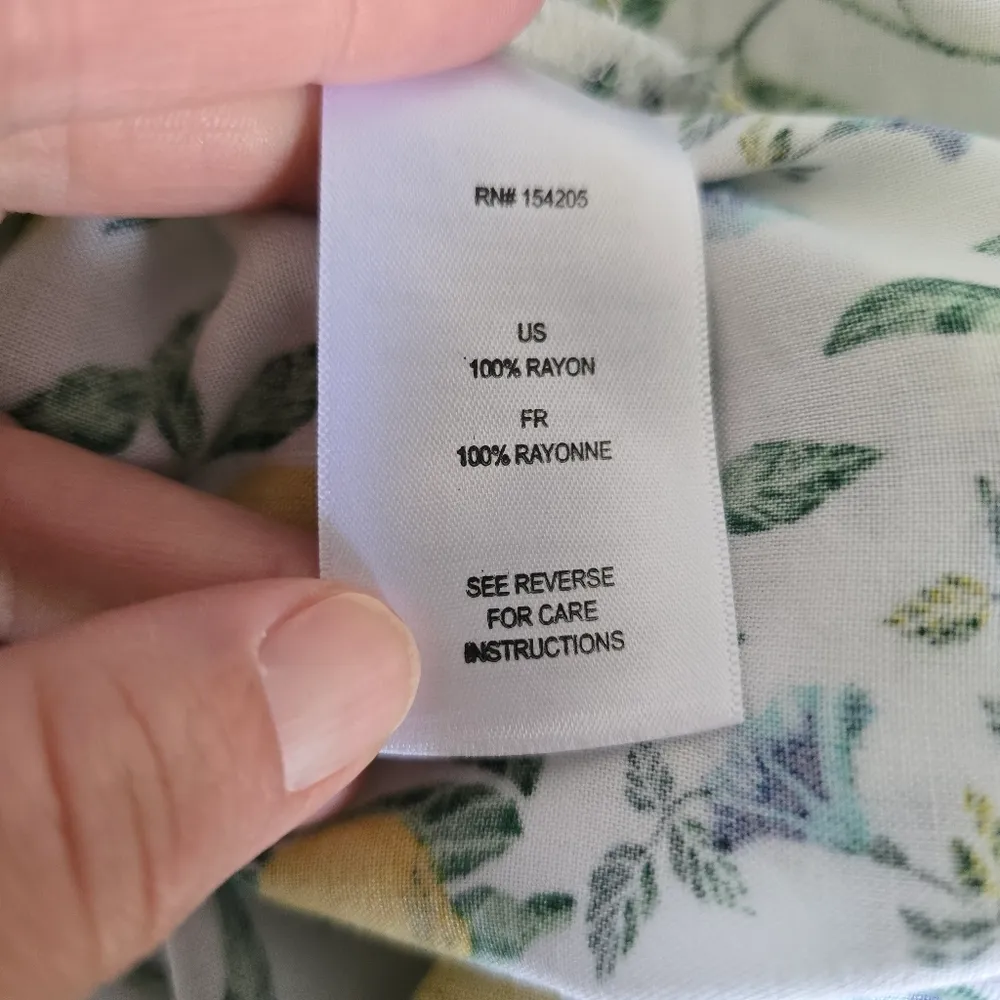 RN# 154205
US
100% RAYON
FR
100% RAYONNE
SEE REVERSE
FOR CARE
INSTRUCTIONS